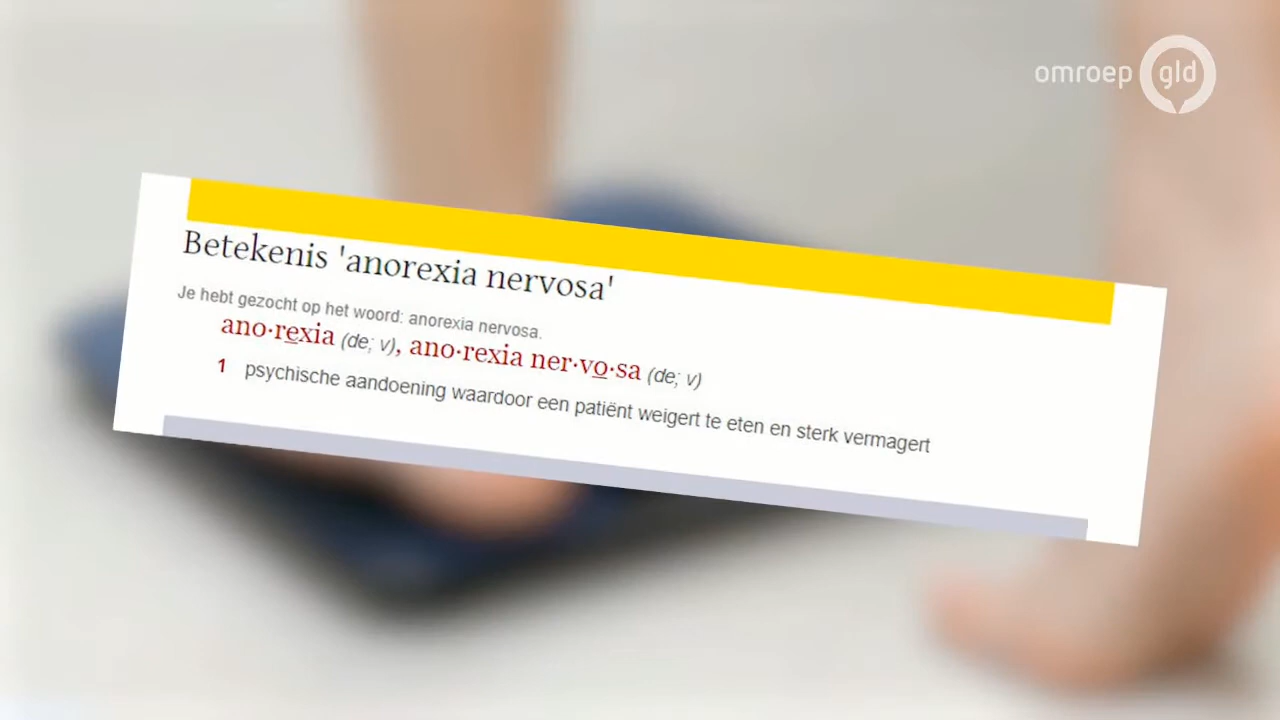 omroep gld
Betekenis 'anorexia nervosa'
Je hebt gezocht op het woord: anorexia nervosa.
ano·rexia (de; v), ano·rexia ner·vo·sa (de; v)
1 psychische aandoening waardoor een patiënt weigert te eten en sterk vermagert